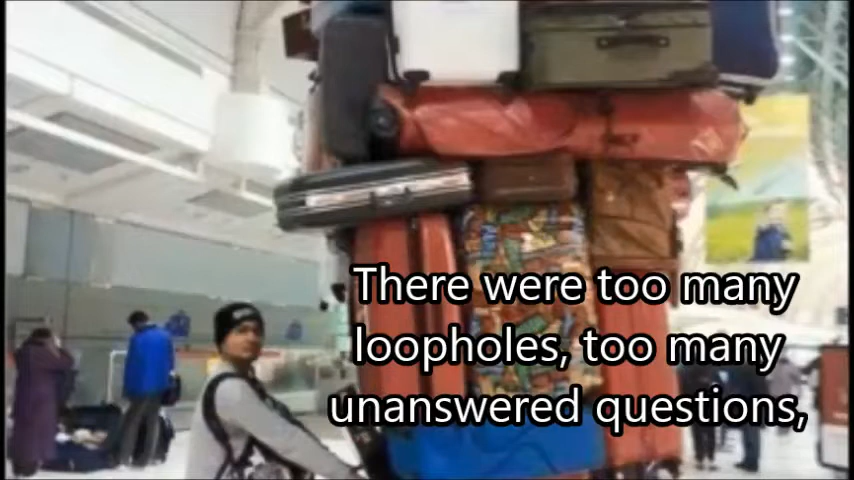 There were too many
loopholes, too many
unanswered questions,